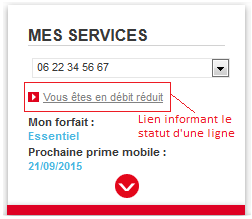 MES SERVICES
06 22 34 56 67
Vous êtes en débit réduit
Lien informant le
statut d'une ligne
Mon forfait :
Essentiel
Prochaine prime mobile :
21/09/2015